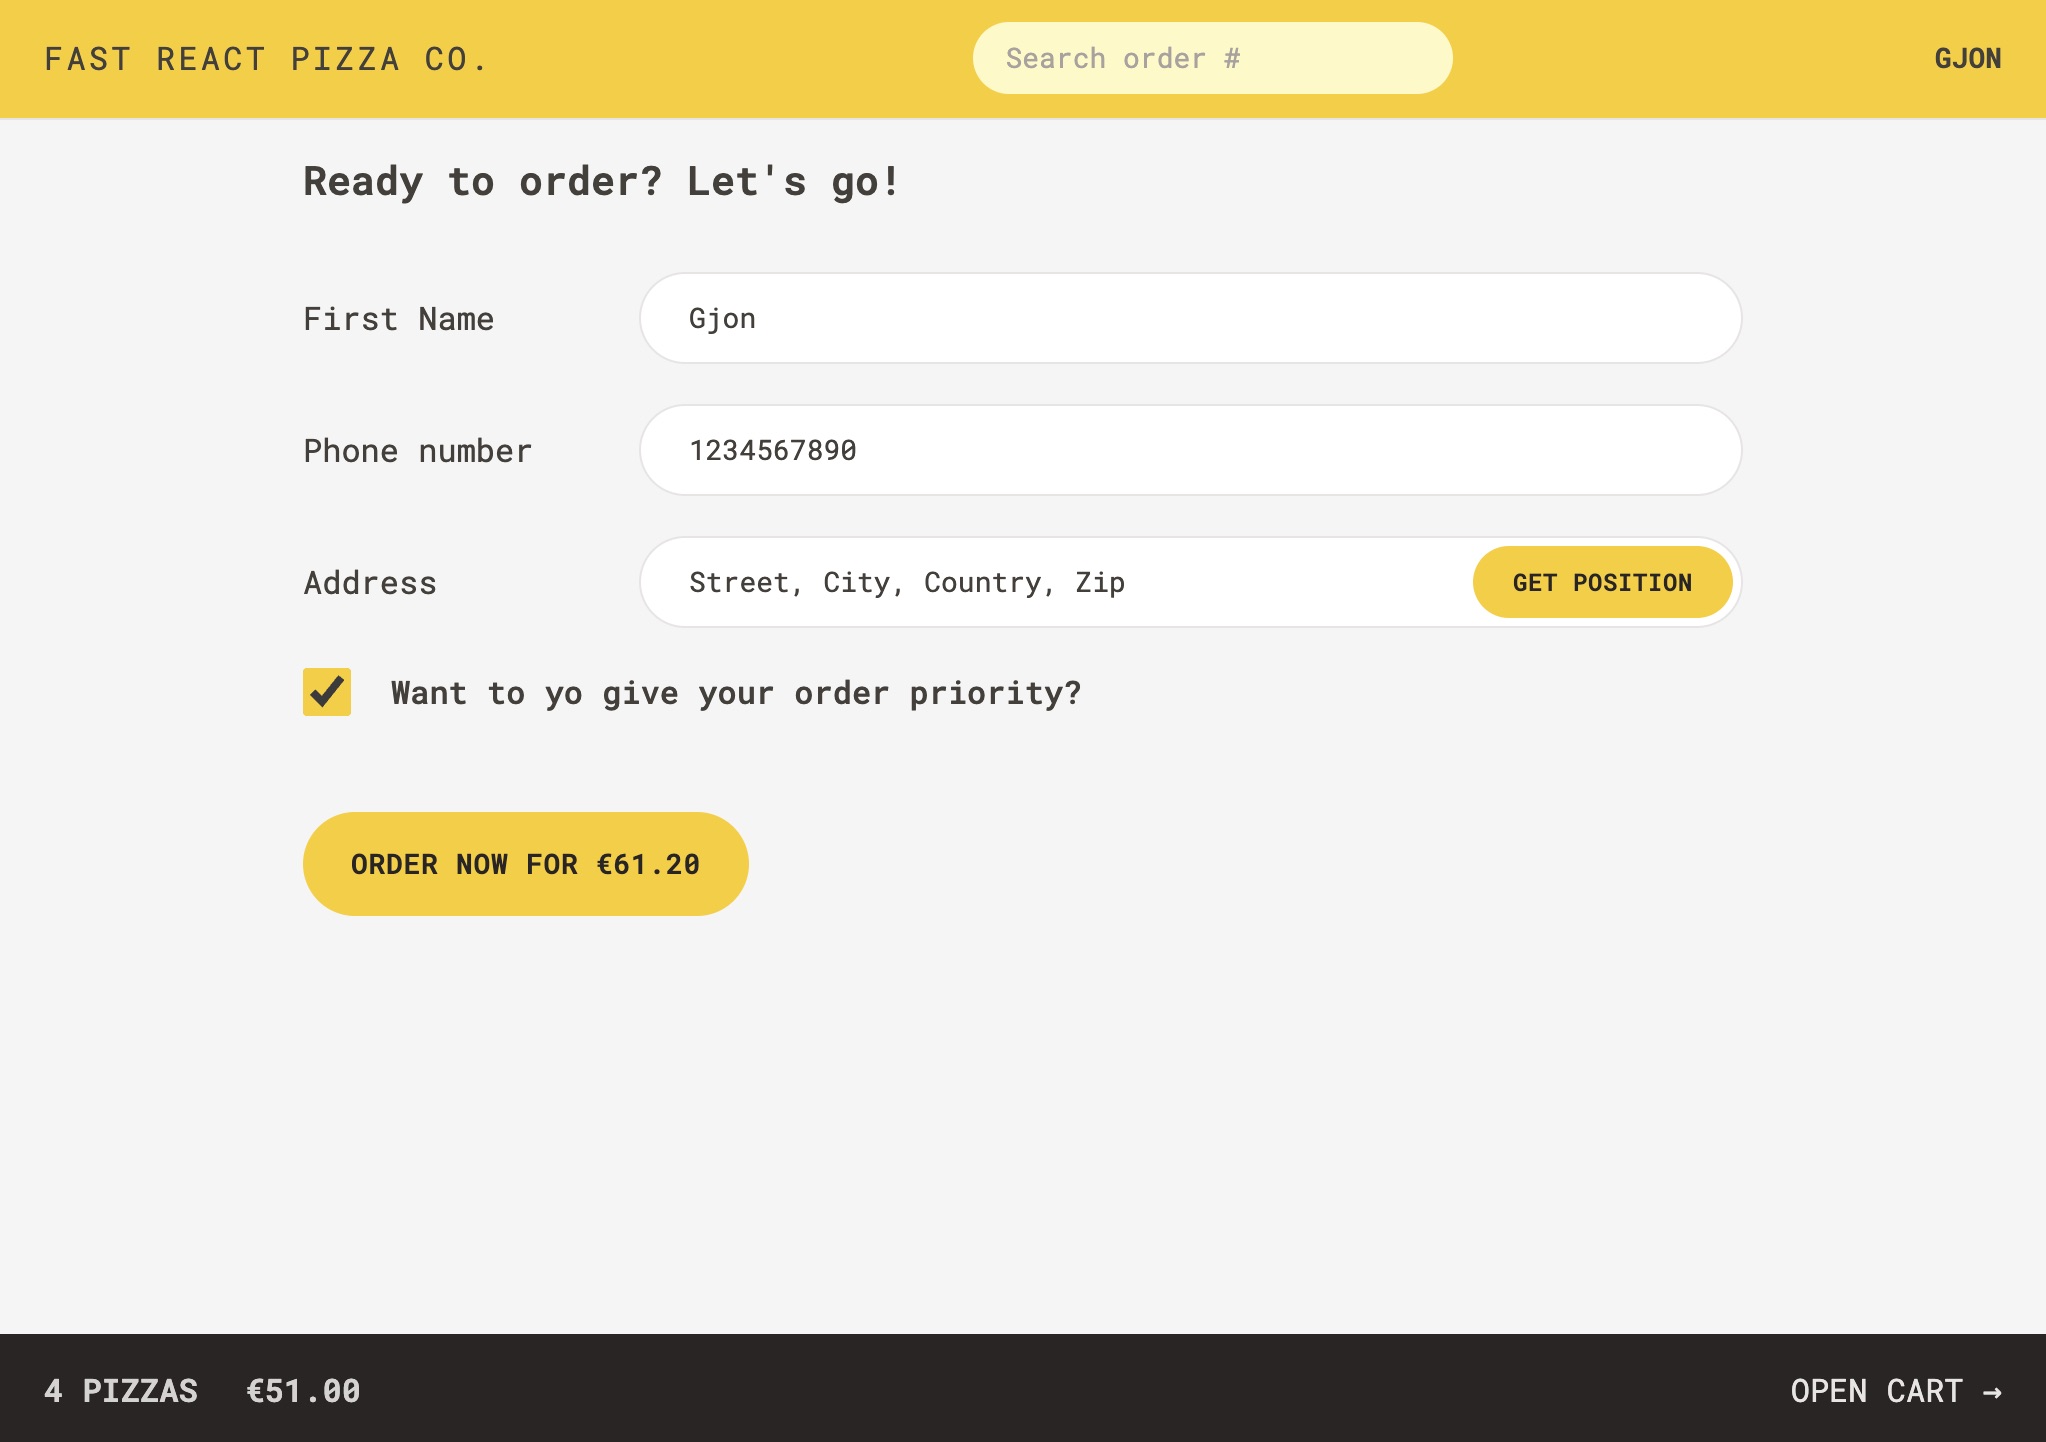 FAST REACT PIZZA CO.
Search order #
GJON
Ready to order? Let's go!
First Name
Gjon
Phone number
1234567890
Address
Street, City, Country, Zip
GET POSITION
Want to yo give your order priority?
ORDER NOW FOR €61.20
4 PIZZAS €51.00
OPEN CART →